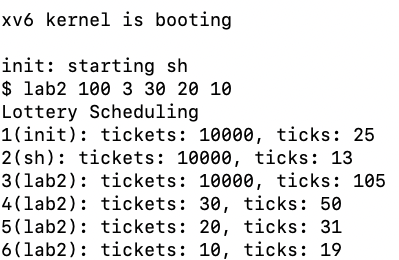 xv6 kernel is booting
init: starting sh
$ lab2 100 3 30 20 10
Lottery Scheduling
1(init): tickets: 10000, ticks: 25
2(sh): tickets: 10000, ticks: 13
3(lab2): tickets: 10000, ticks: 105
4(lab2): tickets: 30, ticks: 50
5(lab2): tickets: 20, ticks: 31
6(lab2): tickets: 10, ticks: 19